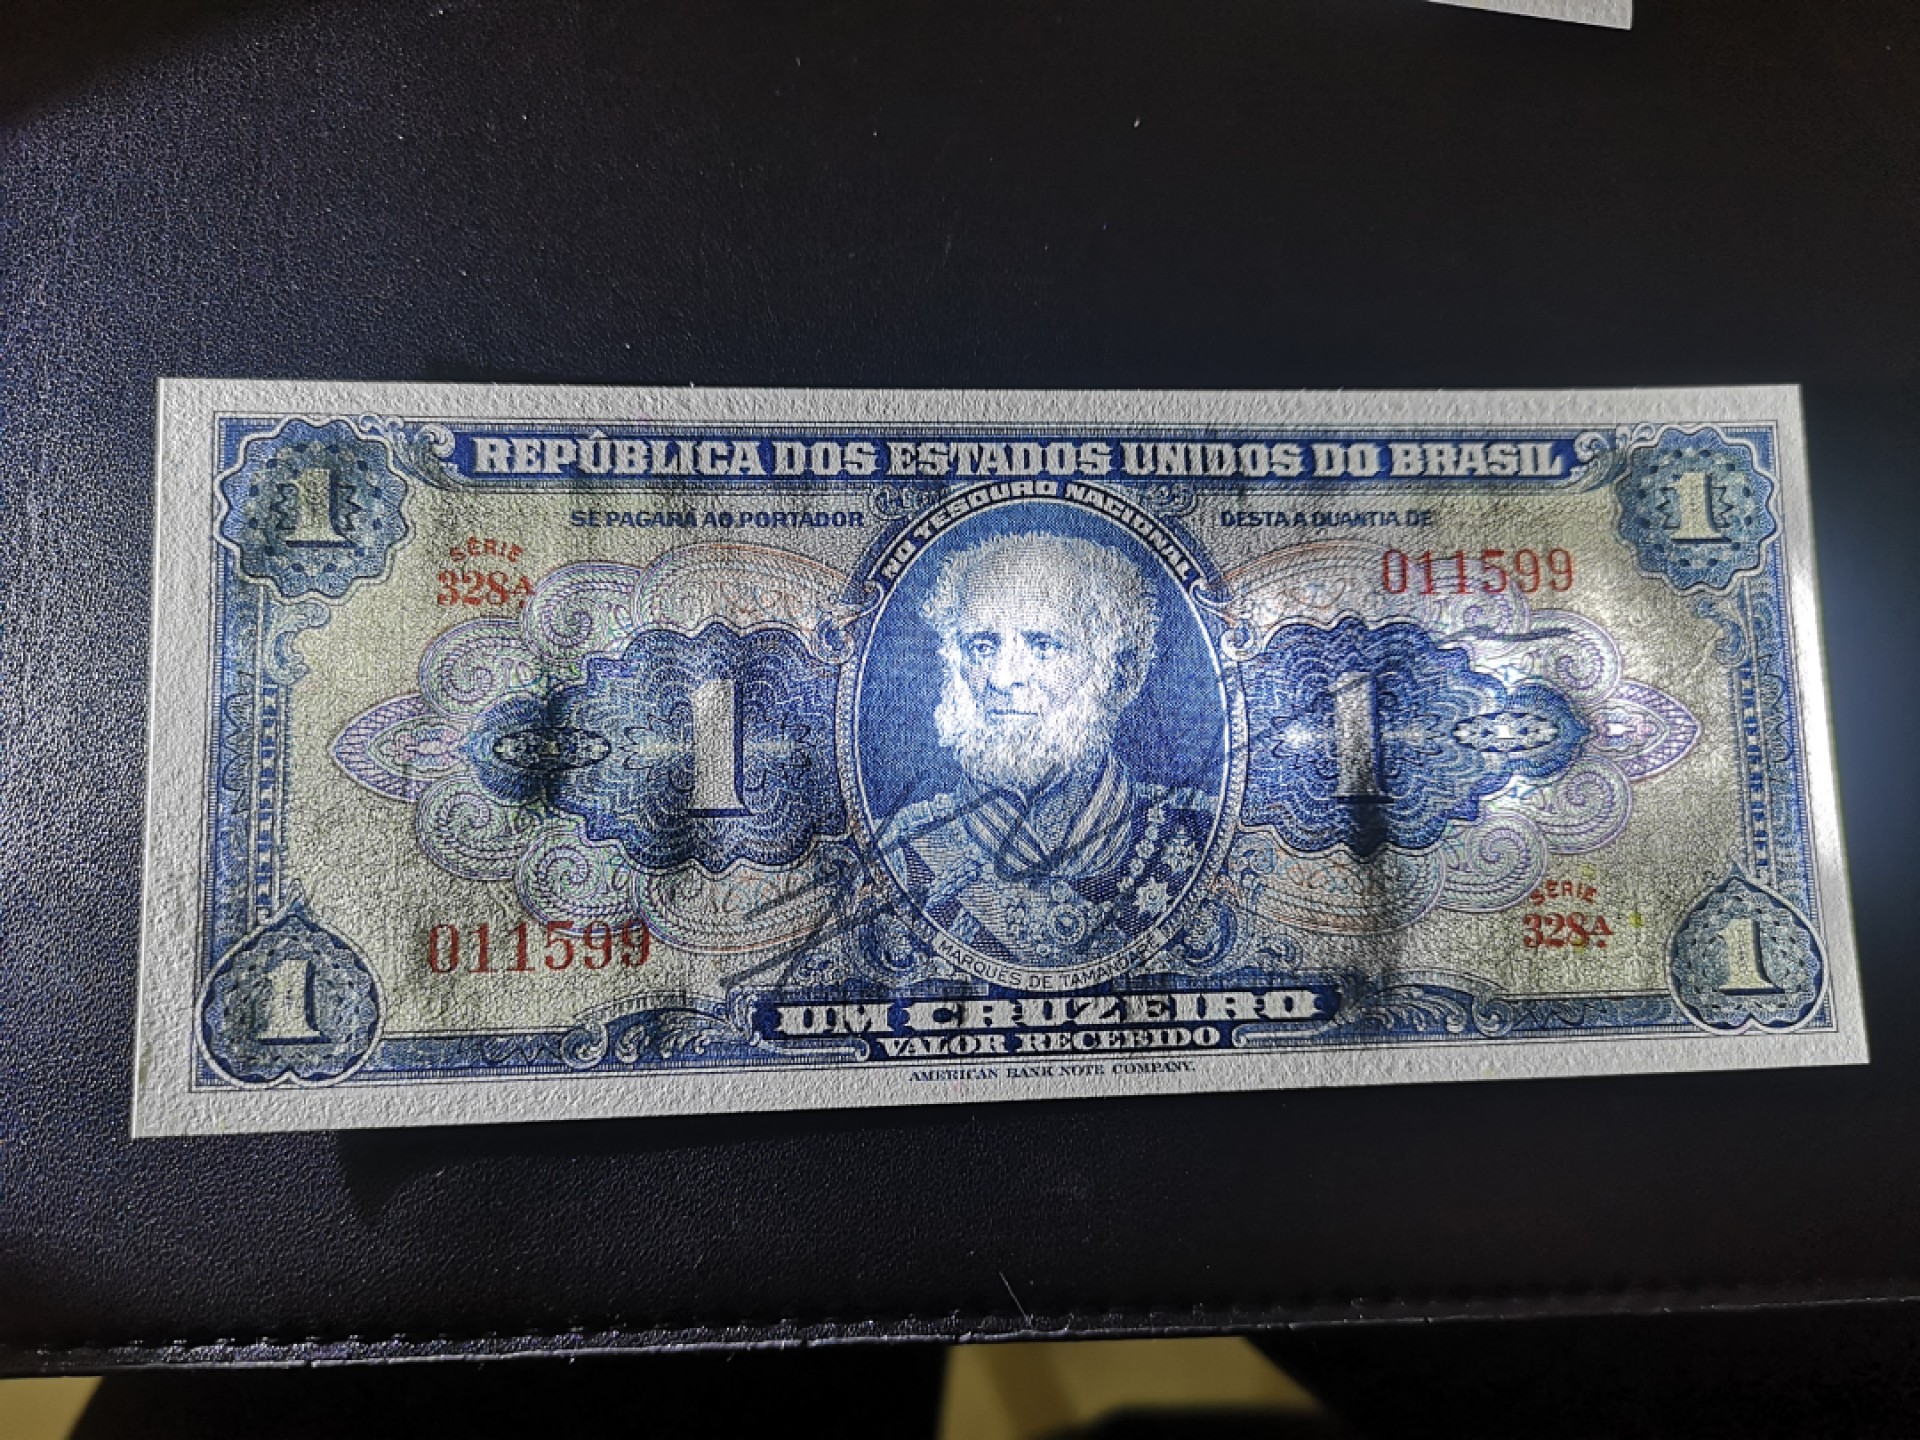 1
REPÚBLICA DOS ESTADOS UNIDOS DO BRASIL
1
SE PAGARÁ AO PORTADOR
NO TESOURO NACIONAL
DESTA A QUANTIA DE
SÉRIE
328A
011599
1
1
011599
SÉRIE
328A
MARQUES DE TAMANDARÉ
1
UM CRUZEIRO
1
VALOR RECEBIDO
AMERICAN BANK NOTE COMPANY.